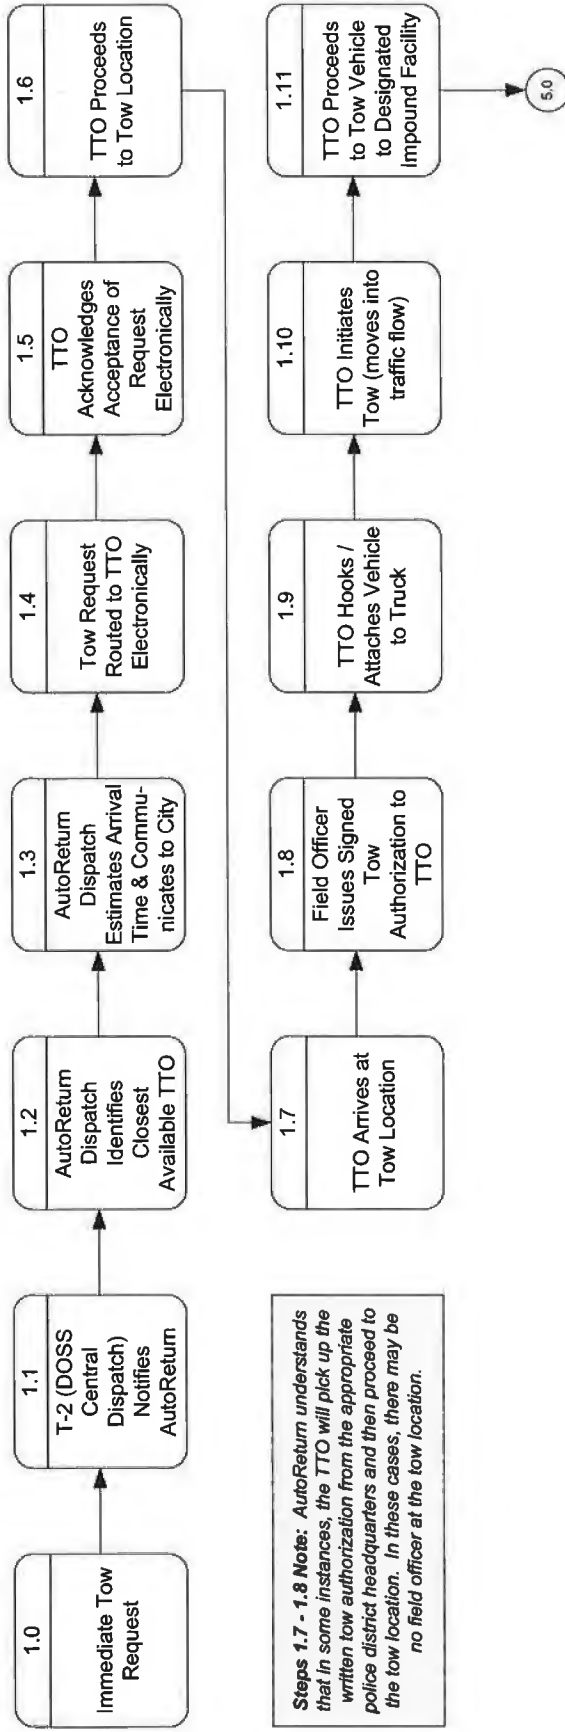 1.0
Immediate Tow
Request
1.1
T-2 (DOSS
Central
Dispatch)
Notifies
AutoReturn
1.2
AutoReturn
Dispatch
Identifies
Closest
Available TTO
1.3
AutoReturn
Dispatch
Estimates Arrival
Time & Commu-
nicates to City
1.4
Tow Request
Routed to TTO
Electronically
1.5
TTO
Acknowledges
Acceptance of
Request
Electronically
1.6
TTO Proceeds
to Tow Location
Steps 1.7 - 1.8 Note: AutoReturn understands
that in some instances, the TTO will pick up the
written tow authorization from the appropriate
police district headquarters and then proceed to
the tow location. In these cases, there may be
no field officer at the tow location.
1.7
TTO Arrives at
Tow Location
1.8
Field Officer
Issues Signed
Tow
Authorization to
TTO
1.9
TTO Hooks /
Attaches Vehicle
to Truck
1.10
TTO Initiates
Tow (moves into
traffic flow)
1.11
TTO Proceeds
to Tow Vehicle
to Designated
Impound Facility
5.0